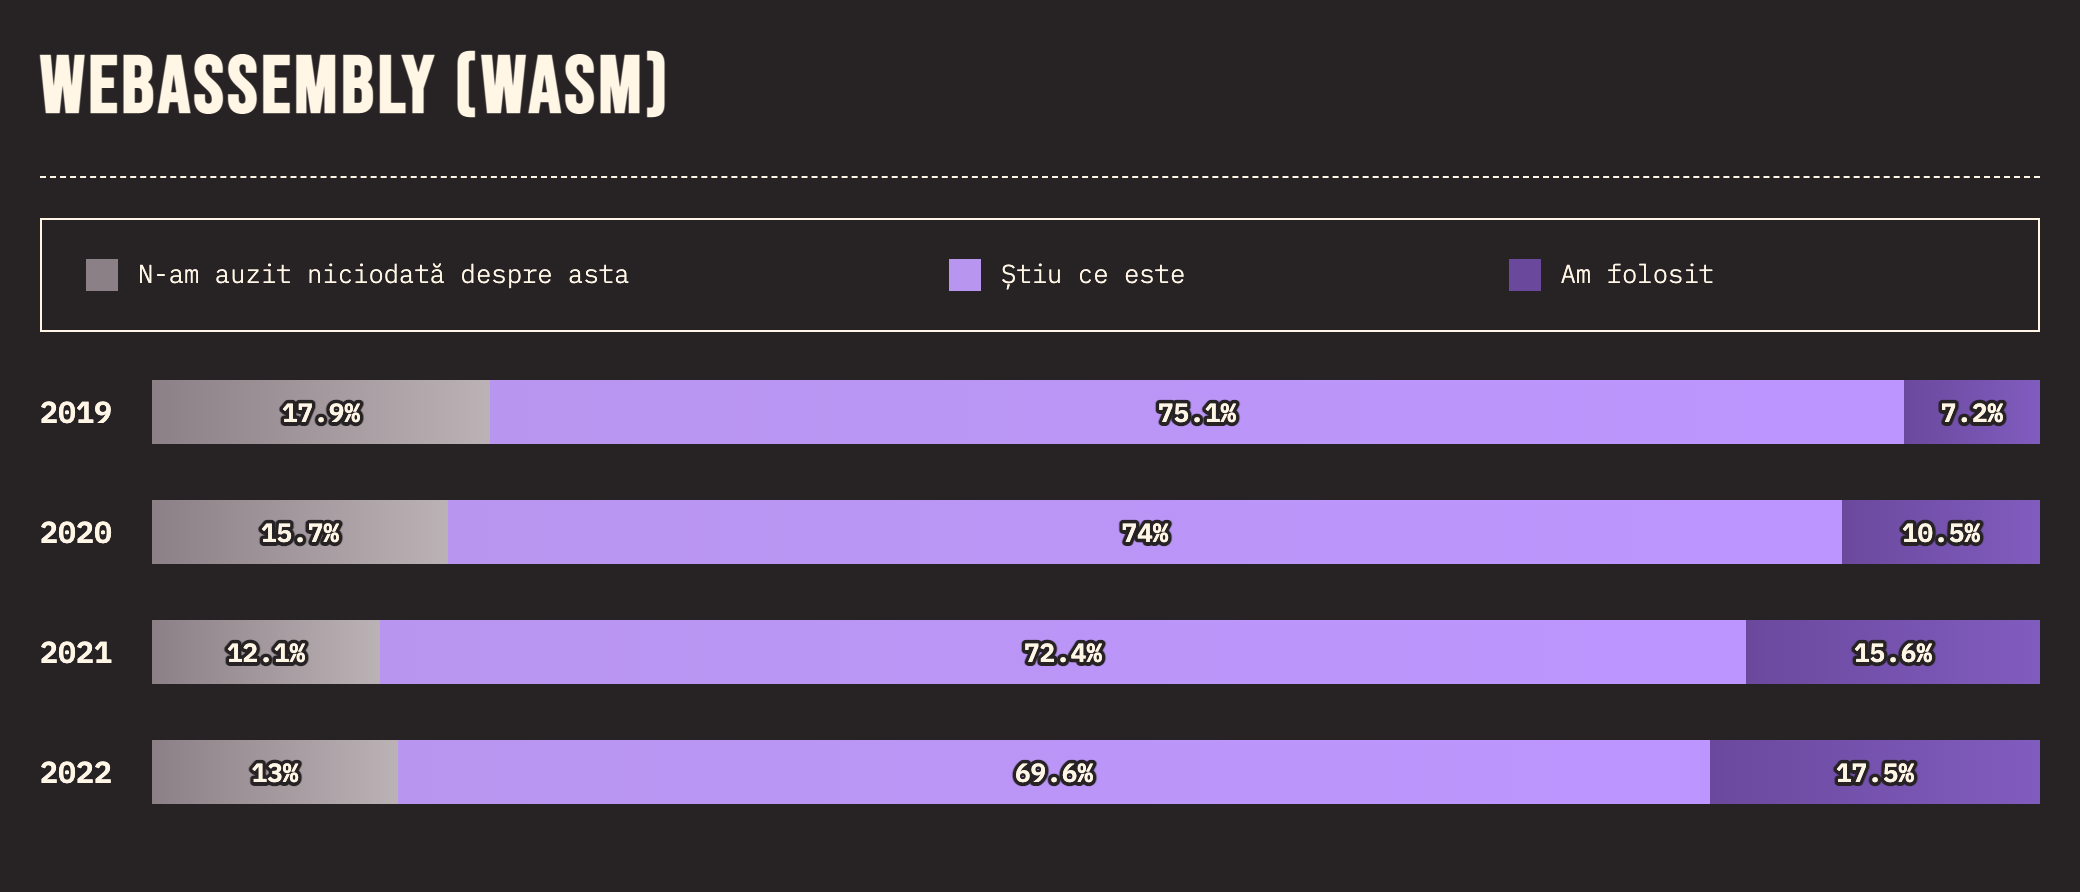 WEBASSEMBLY (WASM)
N-am auzit niciodată despre asta
Știu ce este
Am folosit
2019 17.9% 75.1% 7.2%
2020 15.7% 74% 10.5%
2021 12.1% 72.4% 15.6%
2022 13% 69.6% 17.5%